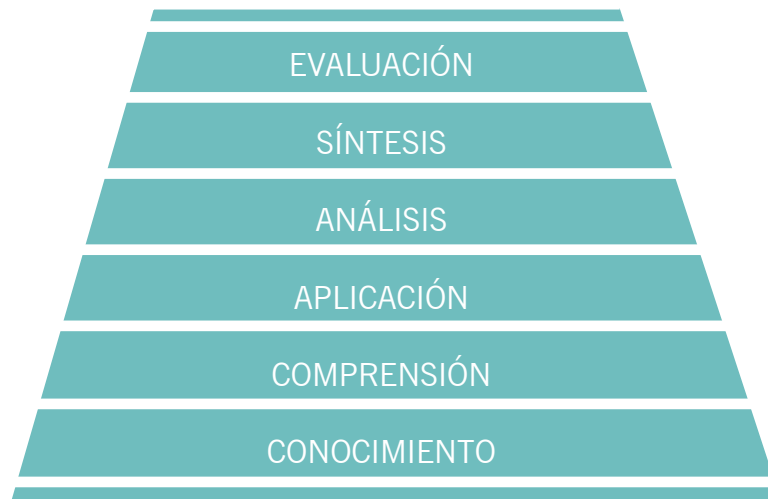 EVALUACIÓN
SÍNTESIS
ANÁLISIS
APLICACIÓN
COMPRENSIÓN
CONOCIMIENTO